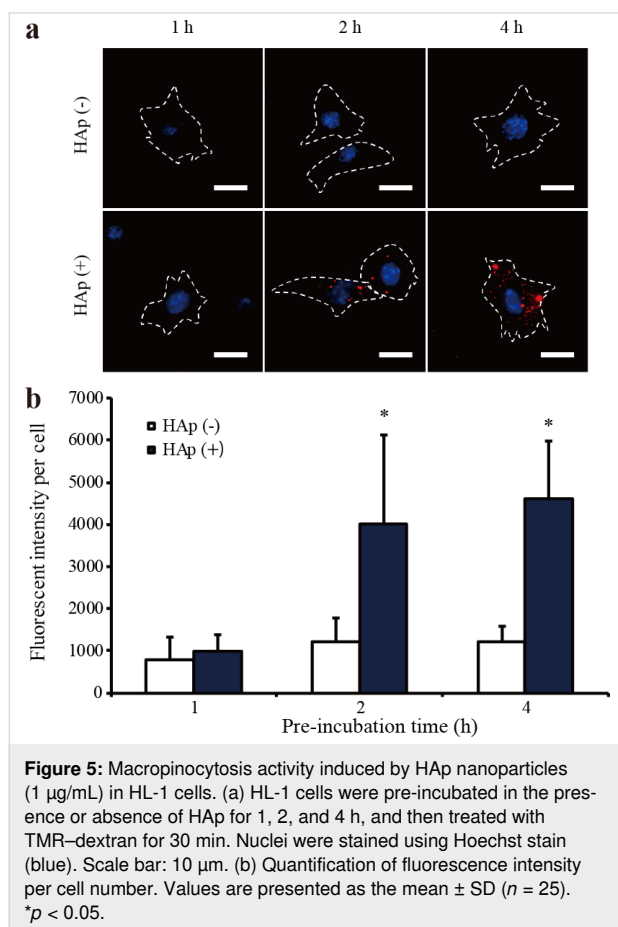 a
1 h 2 h 4 h
HAp (-)
HAp (+)
b
7000
6000
5000
4000
3000
2000
1000
0
Fluorescent intensity per cell
HAp (-)
HAp (+)
*
*
1 2 4
Pre-incubation time (h)
Figure 5: Macropinocytosis activity induced by HAp nanoparticles
(1 µg/mL) in HL-1 cells. (a) HL-1 cells were pre-incubated in the pres-
ence or absence of HAp for 1, 2, and 4 h, and then treated with
TMR–dextran for 30 min. Nuclei were stained using Hoechst stain
(blue). Scale bar: 10 µm. (b) Quantification of fluorescence intensity
per cell number. Values are presented as the mean ± SD (n = 25).
*p < 0.05.